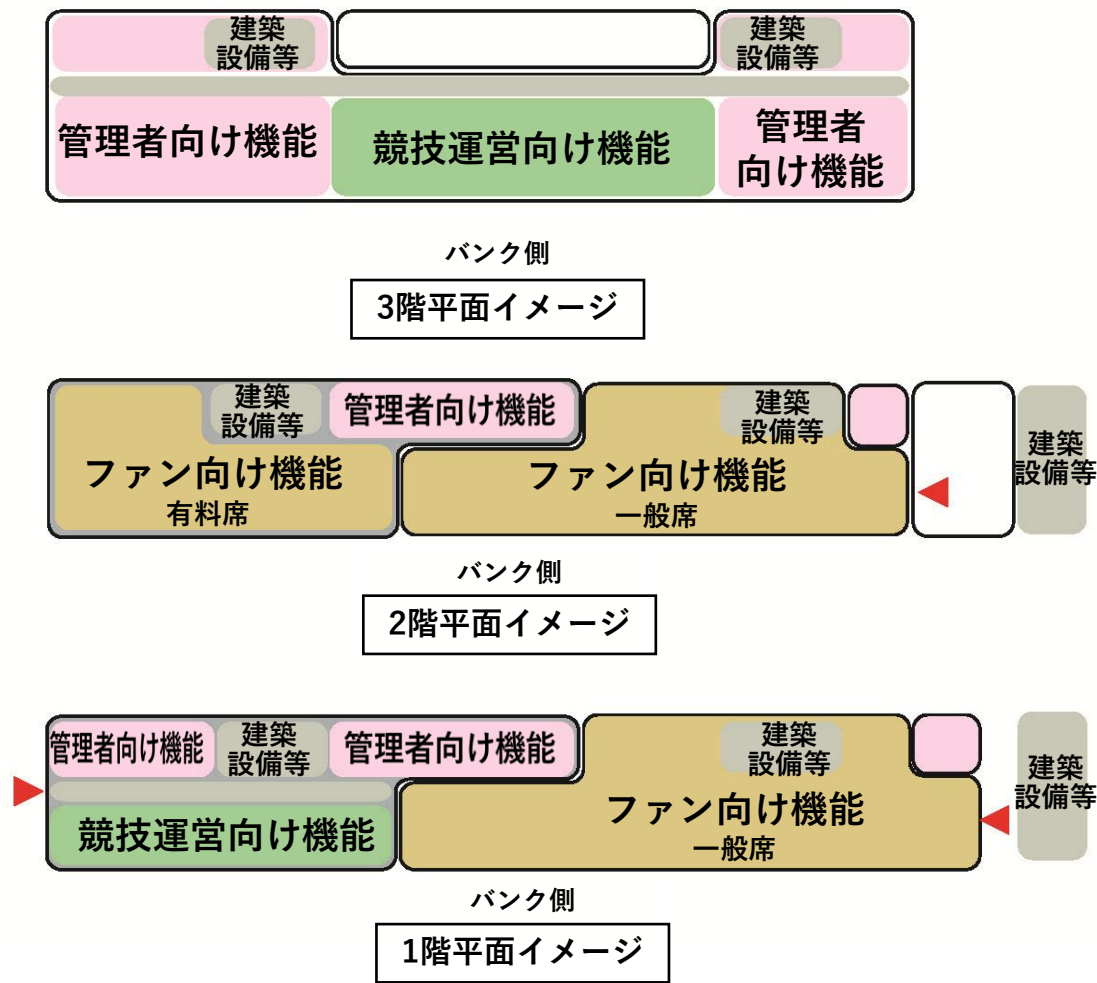 建築
設備等
建築
設備等
管理者向け機能
競技運営向け機能
管理者
向け機能
バンク側
3階平面イメージ
建築
設備等
管理者向け機能
建築
設備等
建築
設備等
ファン向け機能
有料席
ファン向け機能
一般席
バンク側
2階平面イメージ
管理者向け機能
建築
設備等
管理者向け機能
建築
設備等
建築
設備等
競技運営向け機能
ファン向け機能
一般席
バンク側
1階平面イメージ